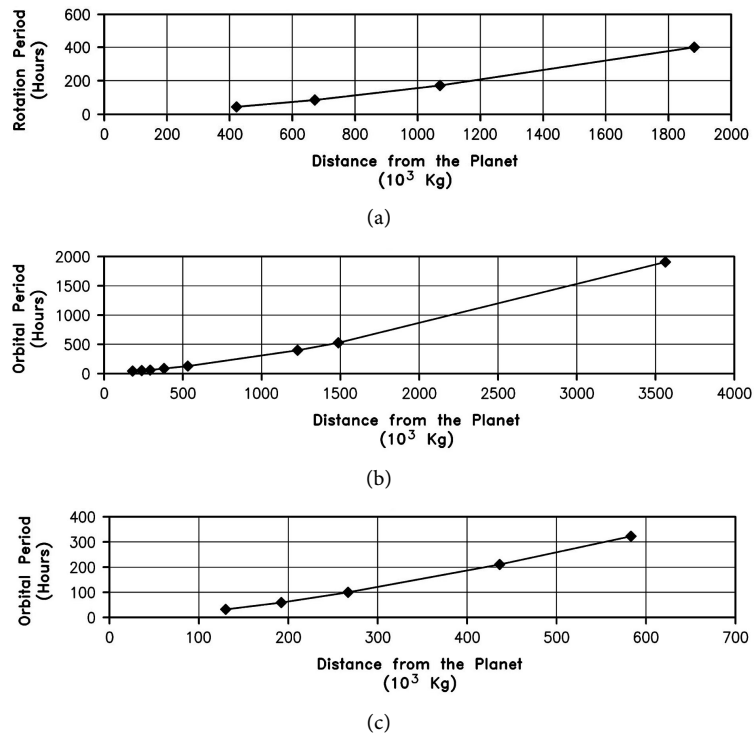 600
400
200
0
Rotation Period
(Hours)
0 200 400 600 800 1000 1200 1400 1600 1800 2000
Distance from the Planet
(10³ Kg)
(a)
2000
1500
1000
500
0
Orbital Period
(Hours)
0 500 1000 1500 2000 2500 3000 3500 4000
Distance from the Planet
(10³ Kg)
(b)
400
300
200
100
0
Orbital Period
(Hours)
0 100 200 300 400 500 600 700
Distance from the Planet
(10³ Kg)
(c)